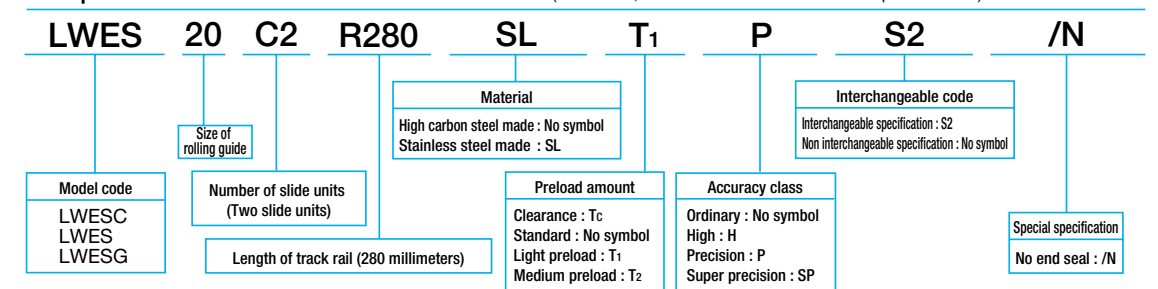 LWES 20 C2 R280 SL T1 P S2 /N
Material
High carbon steel made : No symbol
Stainless steel made : SL
Interchangeable code
Interchangeable specification : S2
Non interchangeable specification : No symbol
Size of
rolling guide
Model code
LWESC
LWES
LWESG
Number of slide units
(Two slide units)
Length of track rail (280 millimeters)
Preload amount
Clearance : Tc
Standard : No symbol
Light preload : T1
Medium preload : T2
Accuracy class
Ordinary : No symbol
High : H
Precision : P
Super precision : SP
Special specification
No end seal : /N